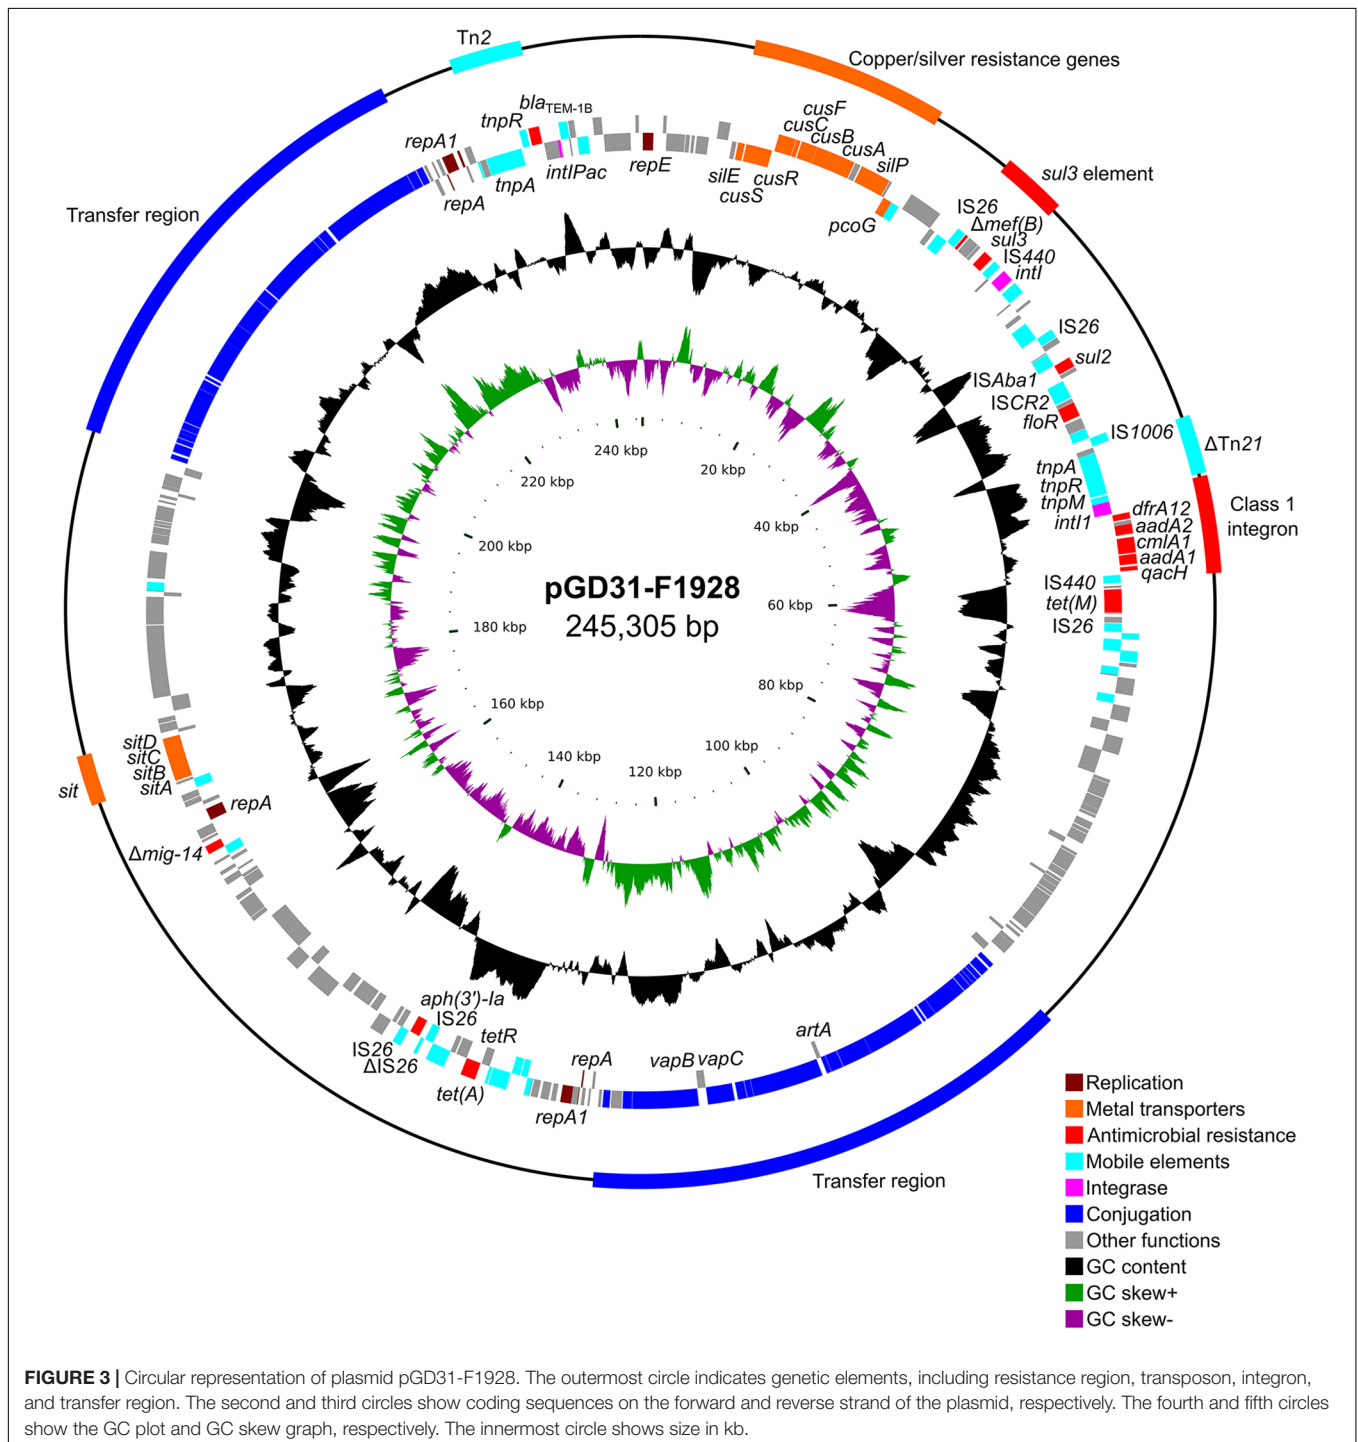 Tn2
Copper/silver resistance genes
sul3 element
Transfer region
repA1
tnpR
blaTEM-1B
tnpA
repA
intIPac
repE
silE
cusS
cusR
cusF
cusC
cusB
cusA
silP
pcoG
IS26
Δmef(B)
sul3
IS440
intI
IS26
sul2
ISAba1
ISCR2
floR
IS1006
ΔTn21
tnpA
tnpR
tnpM
intI1
Class 1
integron
dfrA12
aadA2
cmlA1
aadA1
qacH
IS440
tet(M)
IS26
240 kbp
20 kbp
220 kbp
40 kbp
200 kbp
pGD31-F1928
245,305 bp
60 kbp
180 kbp
80 kbp
160 kbp
100 kbp
140 kbp
120 kbp
sitD
sitC
sitB
sitA
sit
repA
Δmig-14
aph(3')-Ia
IS26
IS26
ΔIS26
tetR
tet(A)
repA
repA1
vapB
vapC
artA
Transfer region
Replication
Metal transporters
Antimicrobial resistance
Mobile elements
Integrase
Conjugation
Other functions
GC content
GC skew+
GC skew-
FIGURE 3 | Circular representation of plasmid pGD31-F1928. The outermost circle indicates genetic elements, including resistance region, transposon, integron,
and transfer region. The second and third circles show coding sequences on the forward and reverse strand of the plasmid, respectively. The fourth and fifth circles
show the GC plot and GC skew graph, respectively. The innermost circle shows size in kb.